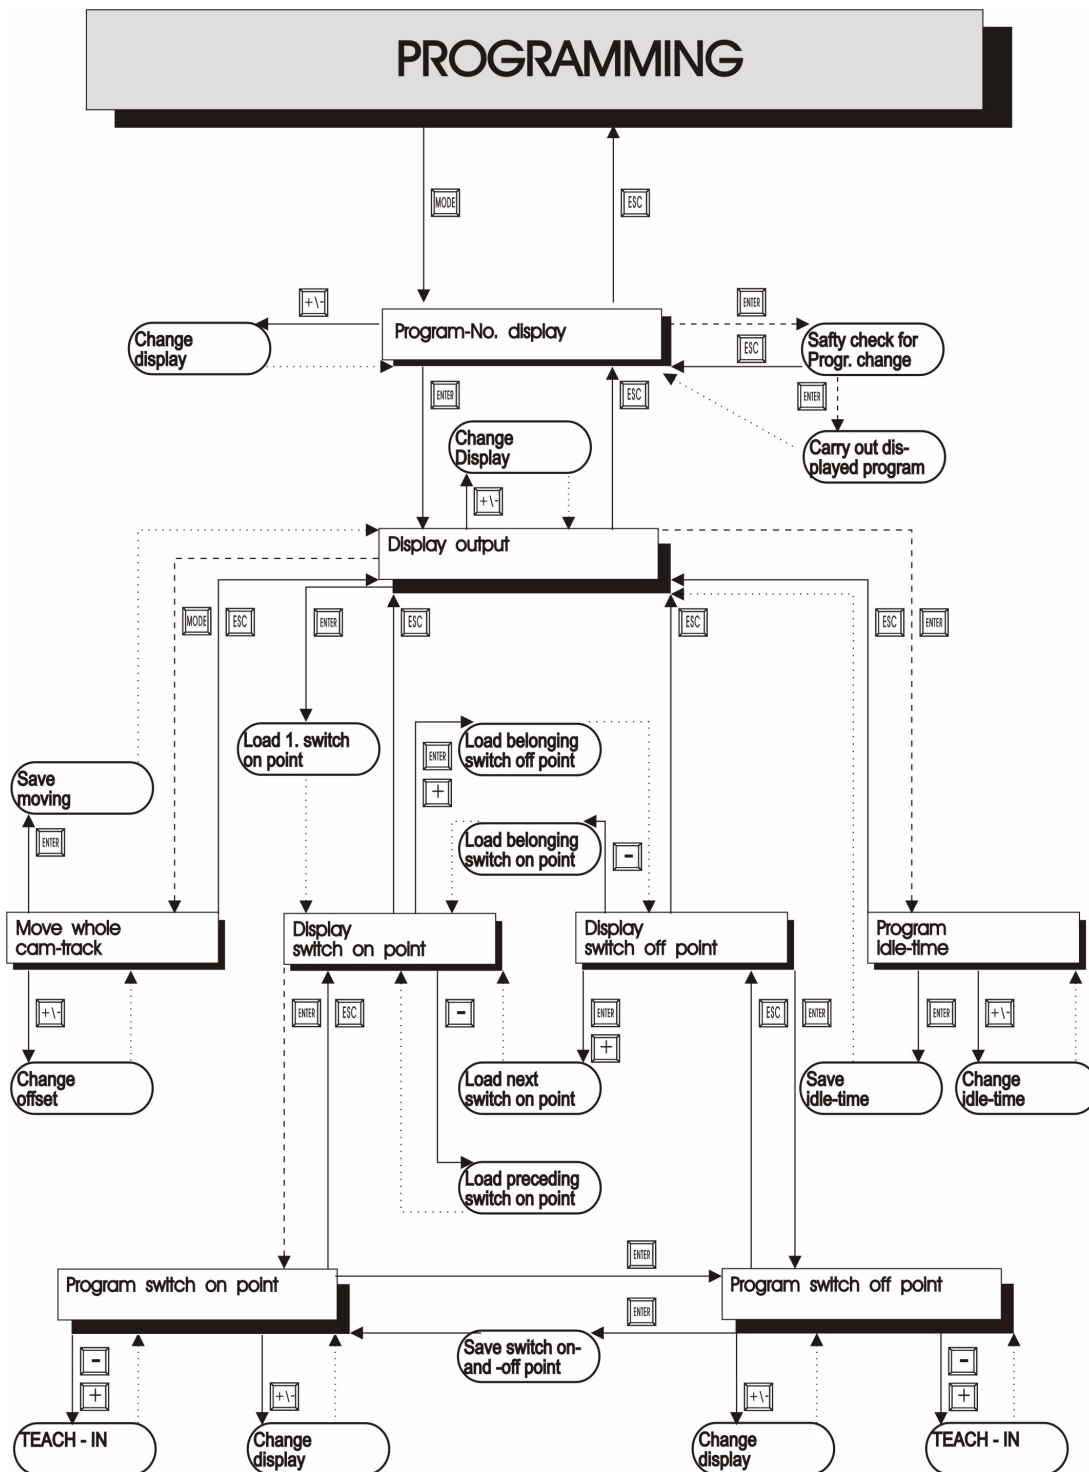 PROGRAMMING
MODE
ESC
+\-
ENTER
Program-No. display
Change
display
Safty check for
Progr. change
ESC
ENTER
ESC
ENTER
Change
Display
Carry out dis-
played program
+\-
Display output
MODE
ESC
ENTER
ESC
ESC
ESC
ENTER
Load 1. switch
on point
Load belonging
switch off point
ENTER
+
Save
moving
Load belonging
switch on point
-
ENTER
Move whole
cam-track
Display
switch on point
Display
switch off point
Program
idle-time
+\-
ENTER
ESC
-
ENTER
+
ESC
ENTER
ENTER
+\-
Change
offset
Load next
switch on point
Save
idle-time
Change
idle-time
Load preceding
switch on point
ENTER
Program switch on point
Program switch off point
ENTER
Save switch on-
and -off point
-
+
+\-
+\-
-
+
TEACH - IN
Change
display
Change
display
TEACH - IN